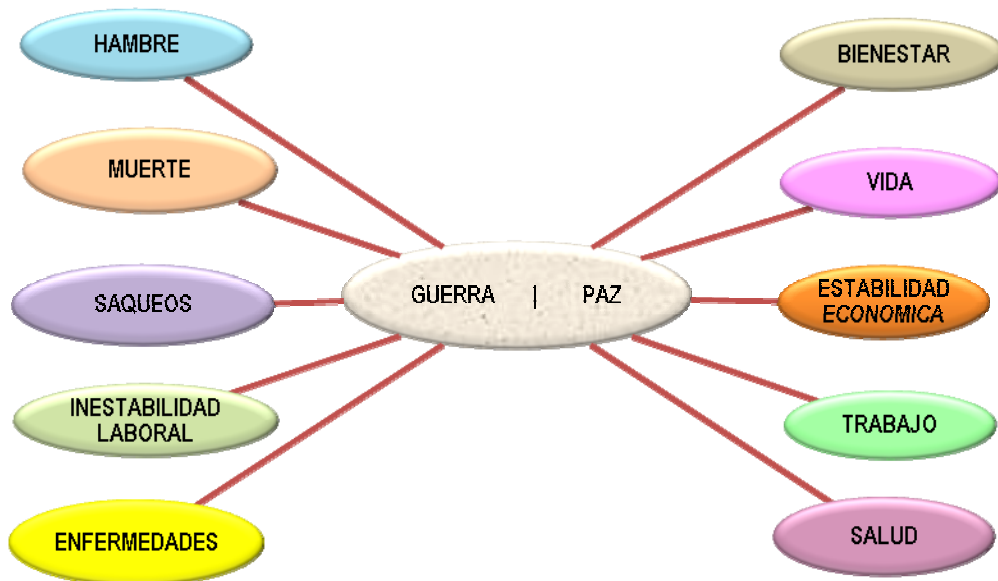 HAMBRE
BIENESTAR
MUERTE
VIDA
SAQUEOS
GUERRA | PAZ
ESTABILIDAD
ECONOMICA
INESTABILIDAD
LABORAL
TRABAJO
ENFERMEDADES
SALUD